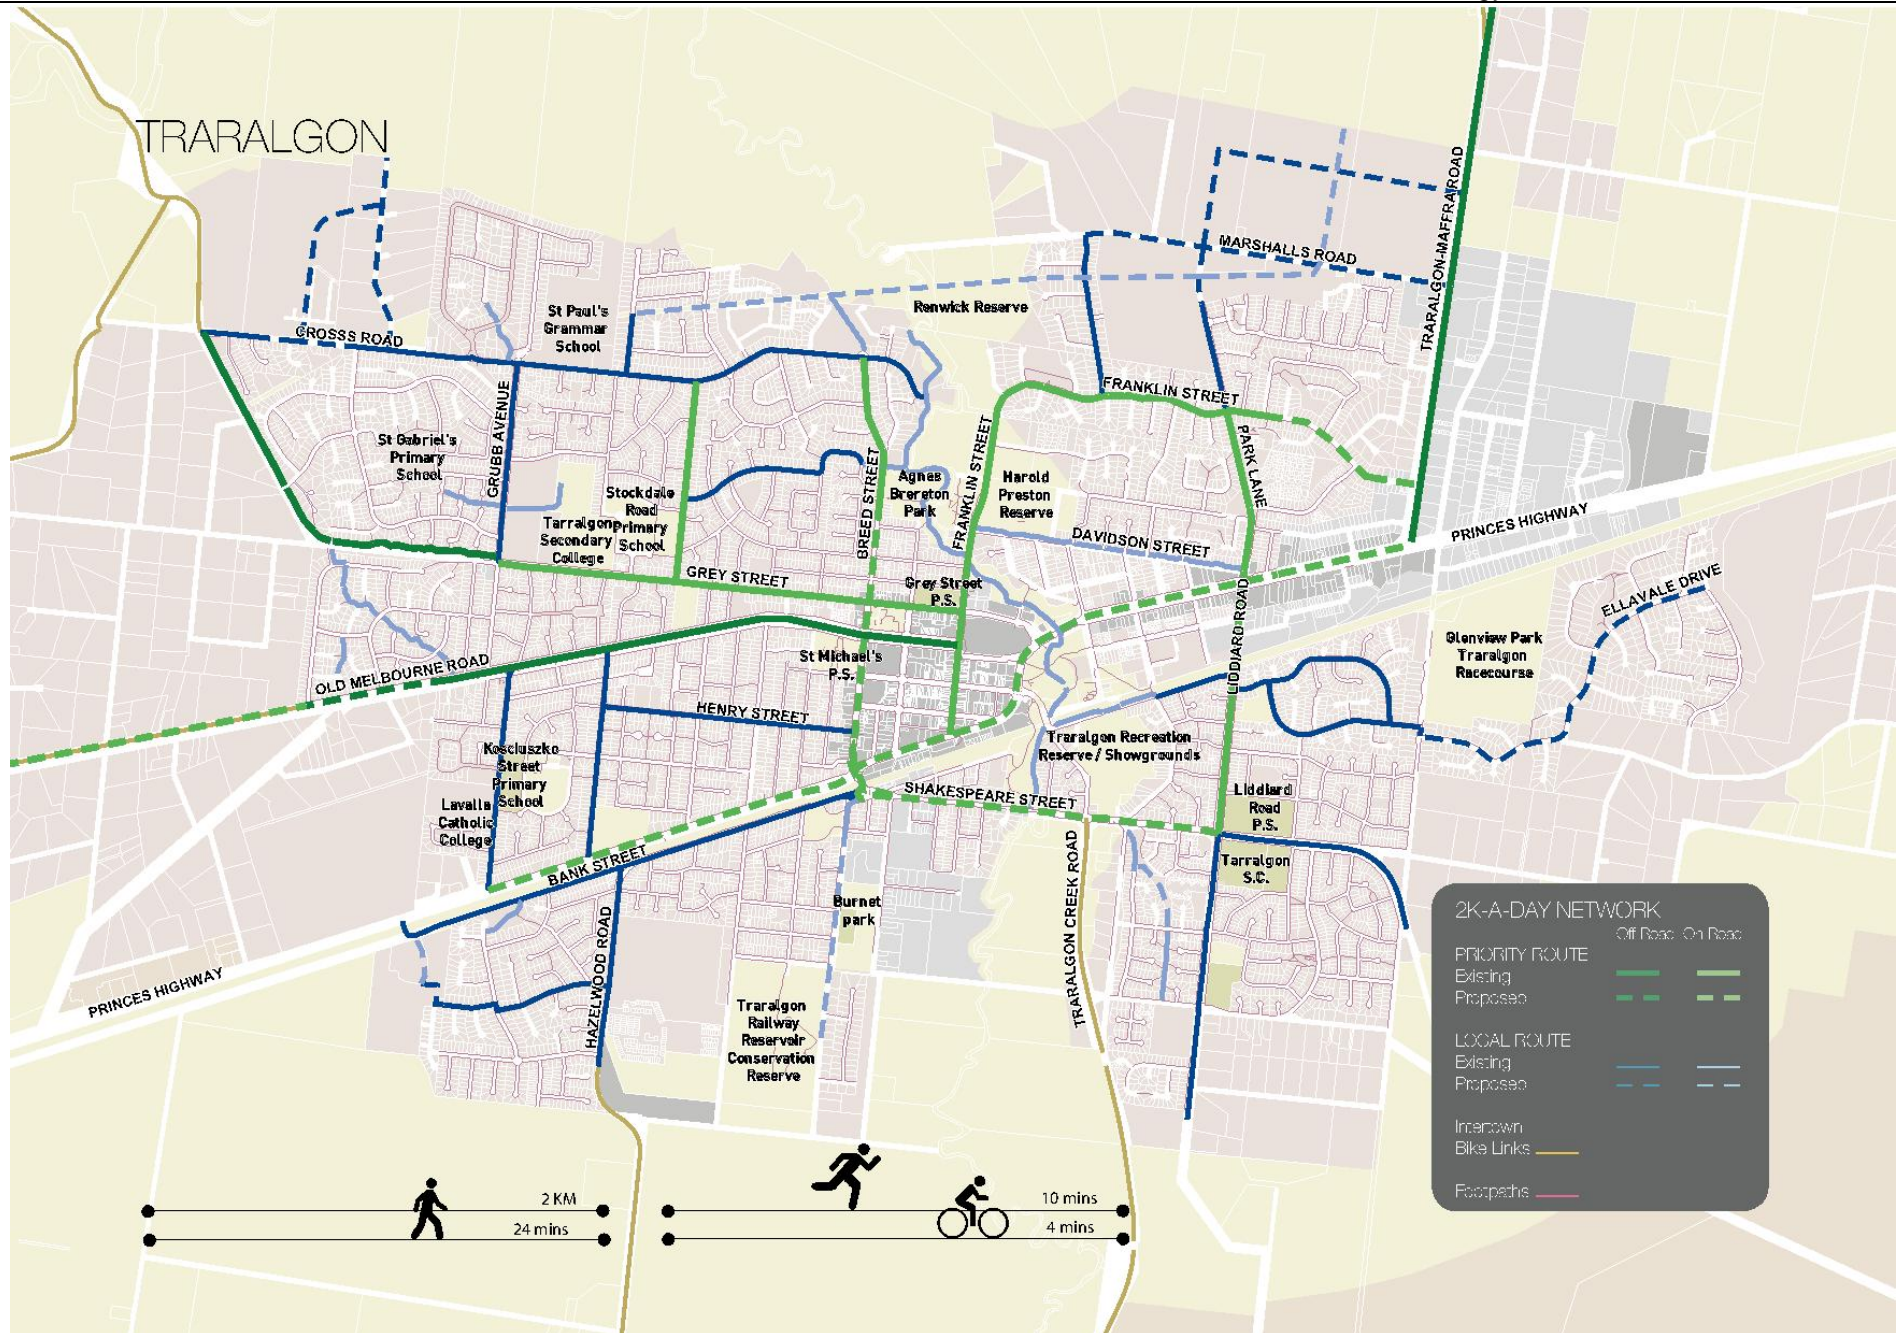 TRARALGON
MARSHALLS ROAD
TRARALGON-MAFFRA ROAD
St Paul's
Grammar
School
Renwick Reserve
CROSSS ROAD
FRANKLIN STREET
GRUBB AVENUE
St Gabriel's
Primary
School
Stockdale
Road
Primary
School
Tarralgon
Secondary
College
BREED STREET
Agnes
Brereton
Park
FRANKLIN STREET
Harold
Preston
Reserve
PARK LANE
PRINCES HIGHWAY
DAVIDSON STREET
GREY STREET
Grey Street
P.S.
LIDDIARD ROAD
ELLAVALE DRIVE
Glenview Park
Traralgon
Racecourse
St Michael's
P.S.
OLD MELBOURNE ROAD
HENRY STREET
Kosciuszko
Street
Primary
School
Traralgon Recreation
Reserve / Showgrounds
SHAKESPEARE STREET
Lavalla
Catholic
College
Liddiard
Road
P.S.
BANK STREET
Tarralgon
S.C.
Burnet
park
HAZELWOOD ROAD
TRARALGON CREEK ROAD
PRINCES HIGHWAY
Traralgon
Railway
Reservoir
Conservation
Reserve
2K-A-DAY NETWORK
Off Road On Road
PRIORITY ROUTE
Existing
Proposed
LOCAL ROUTE
Existing
Proposed
Intertown
Bike Links
Footpaths
2 KM
24 mins
10 mins
4 mins